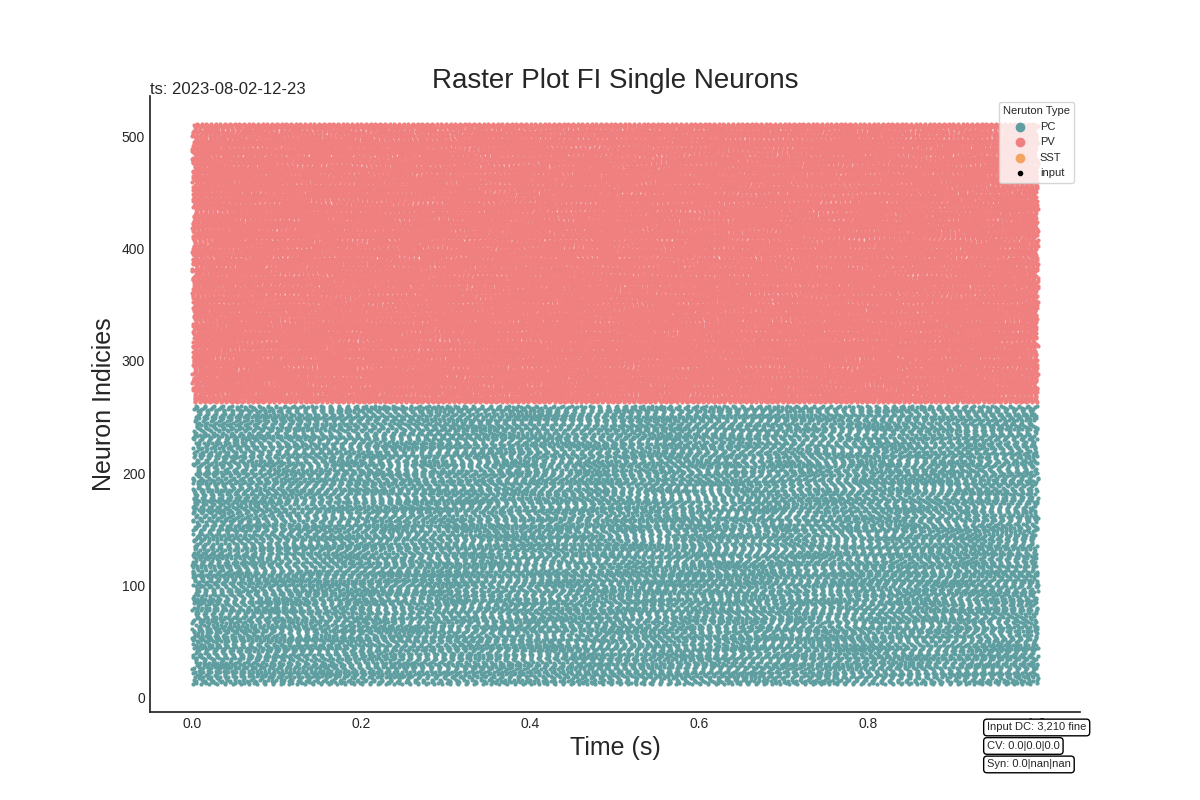 Raster Plot FI Single Neurons
ts: 2023-08-02-12-23
Neruton Type
PC
PV
SST
input
500
400
300
200
100
0
Neuron Indicies
0.0
0.2
0.4
0.6
0.8
Time (s)
Input DC: 3,210 fine
CV: 0.0|0.0|0.0
Syn: 0.0|nan|nan